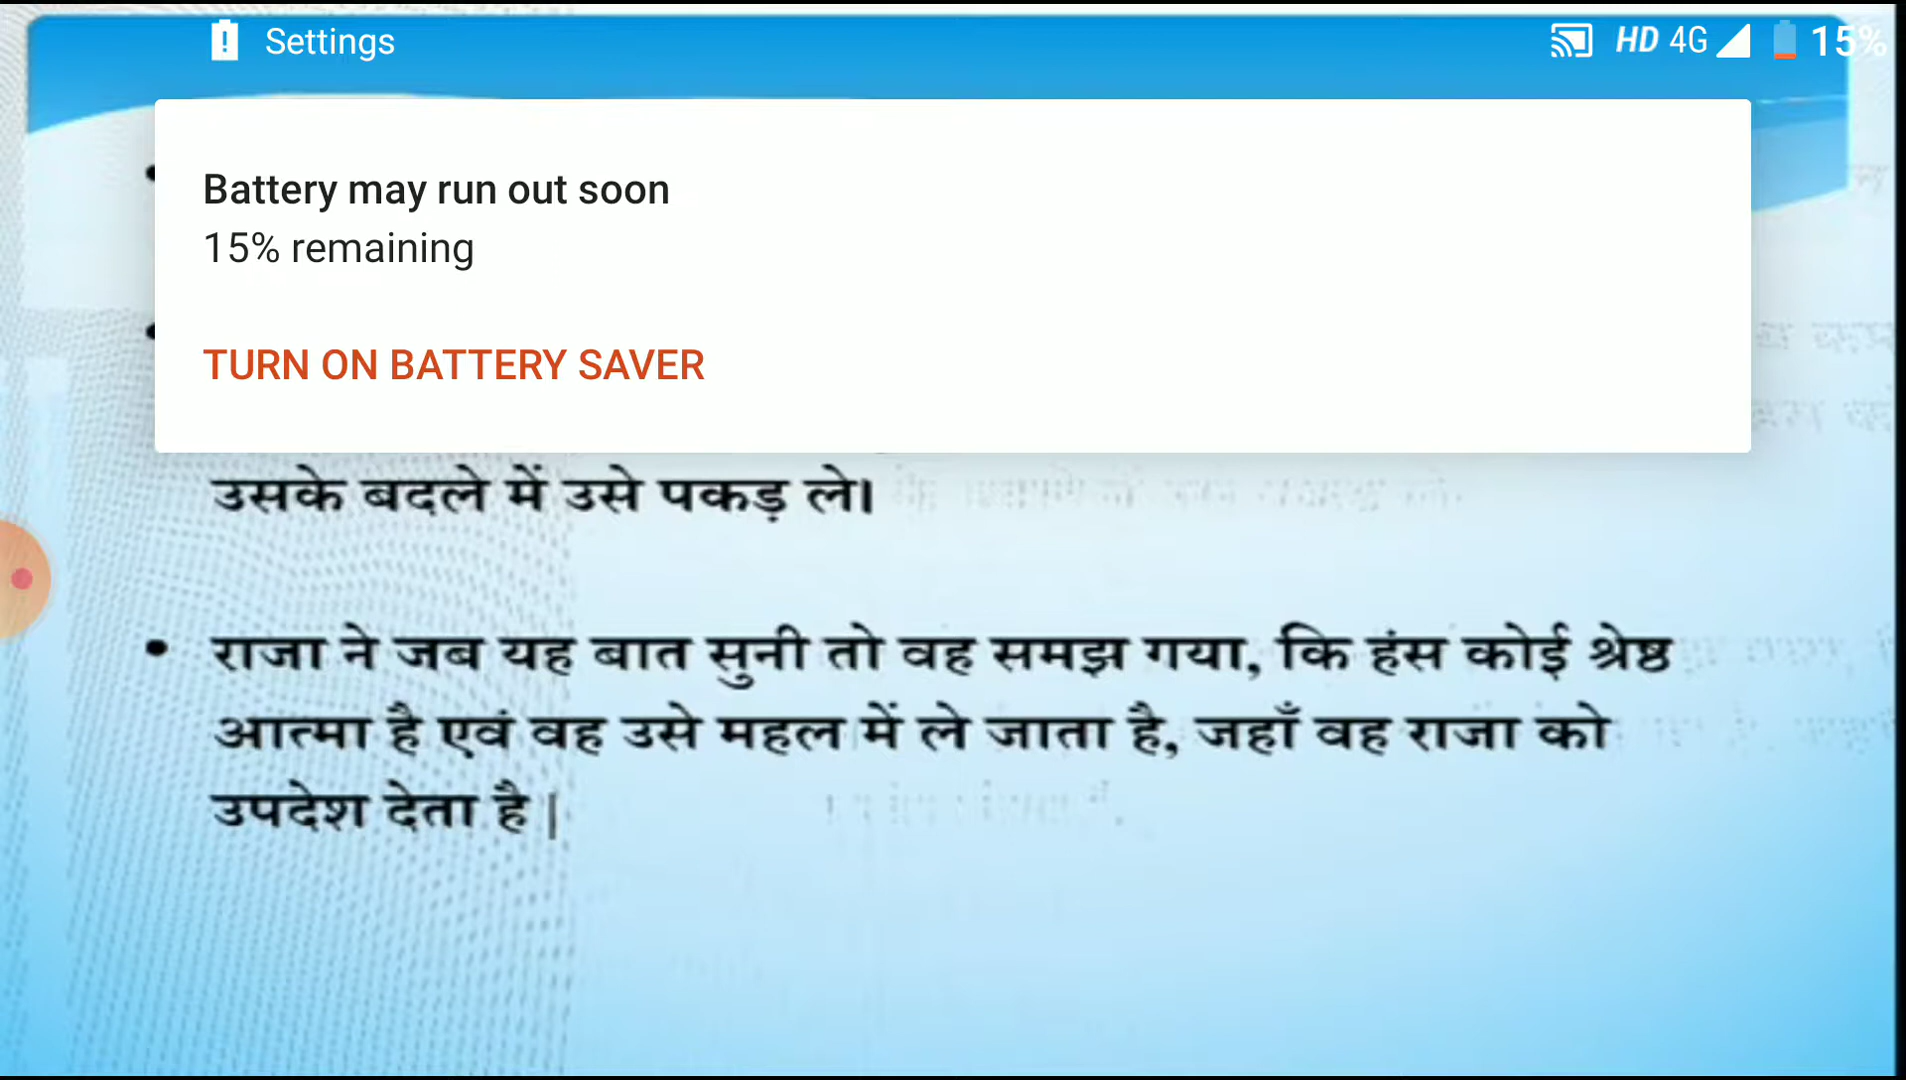 Settings
HD 4G 15%
Battery may run out soon
15% remaining
TURN ON BATTERY SAVER
उसके बदले में उसे पकड़ ले।
• राजा ने जब यह बात सुनी तो वह समझ गया, कि हंस कोई श्रेष्ठ
आत्मा है एवं वह उसे महल में ले जाता है, जहाँ वह राजा को
उपदेश देता है |